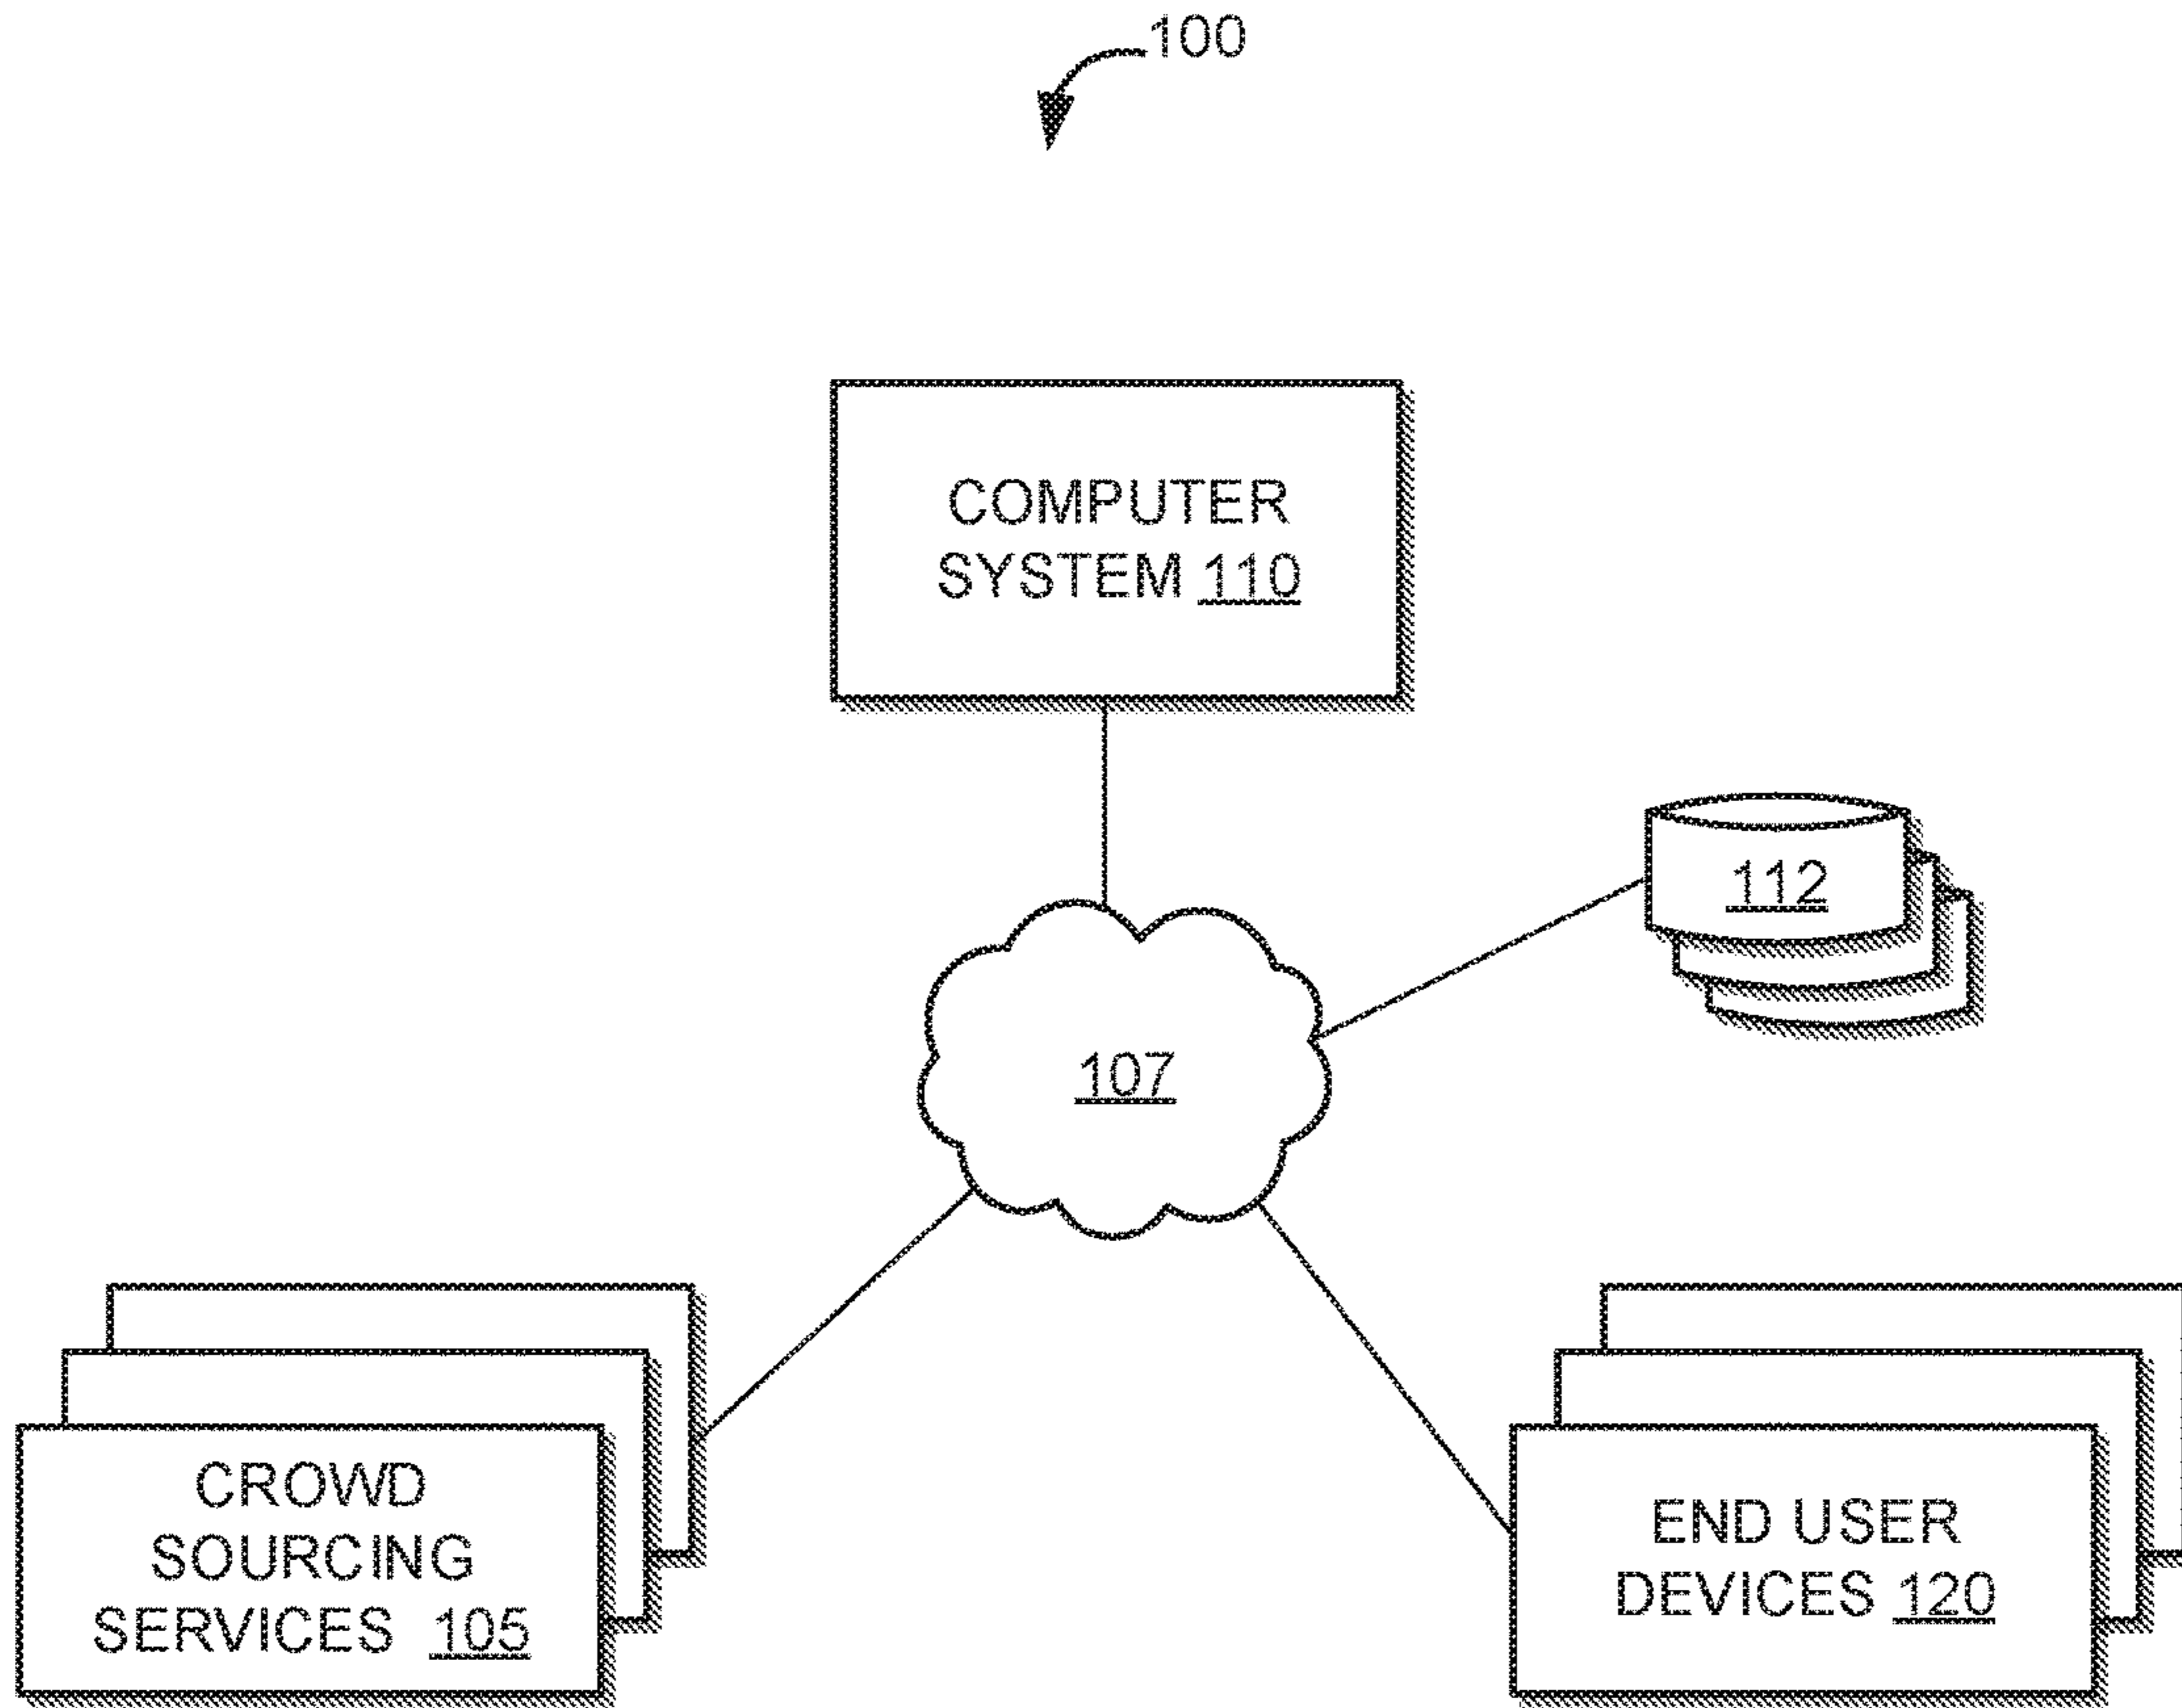 100
COMPUTER
SYSTEM 110
112
107
CROWD
SOURCING
SERVICES 105
END USER
DEVICES 120